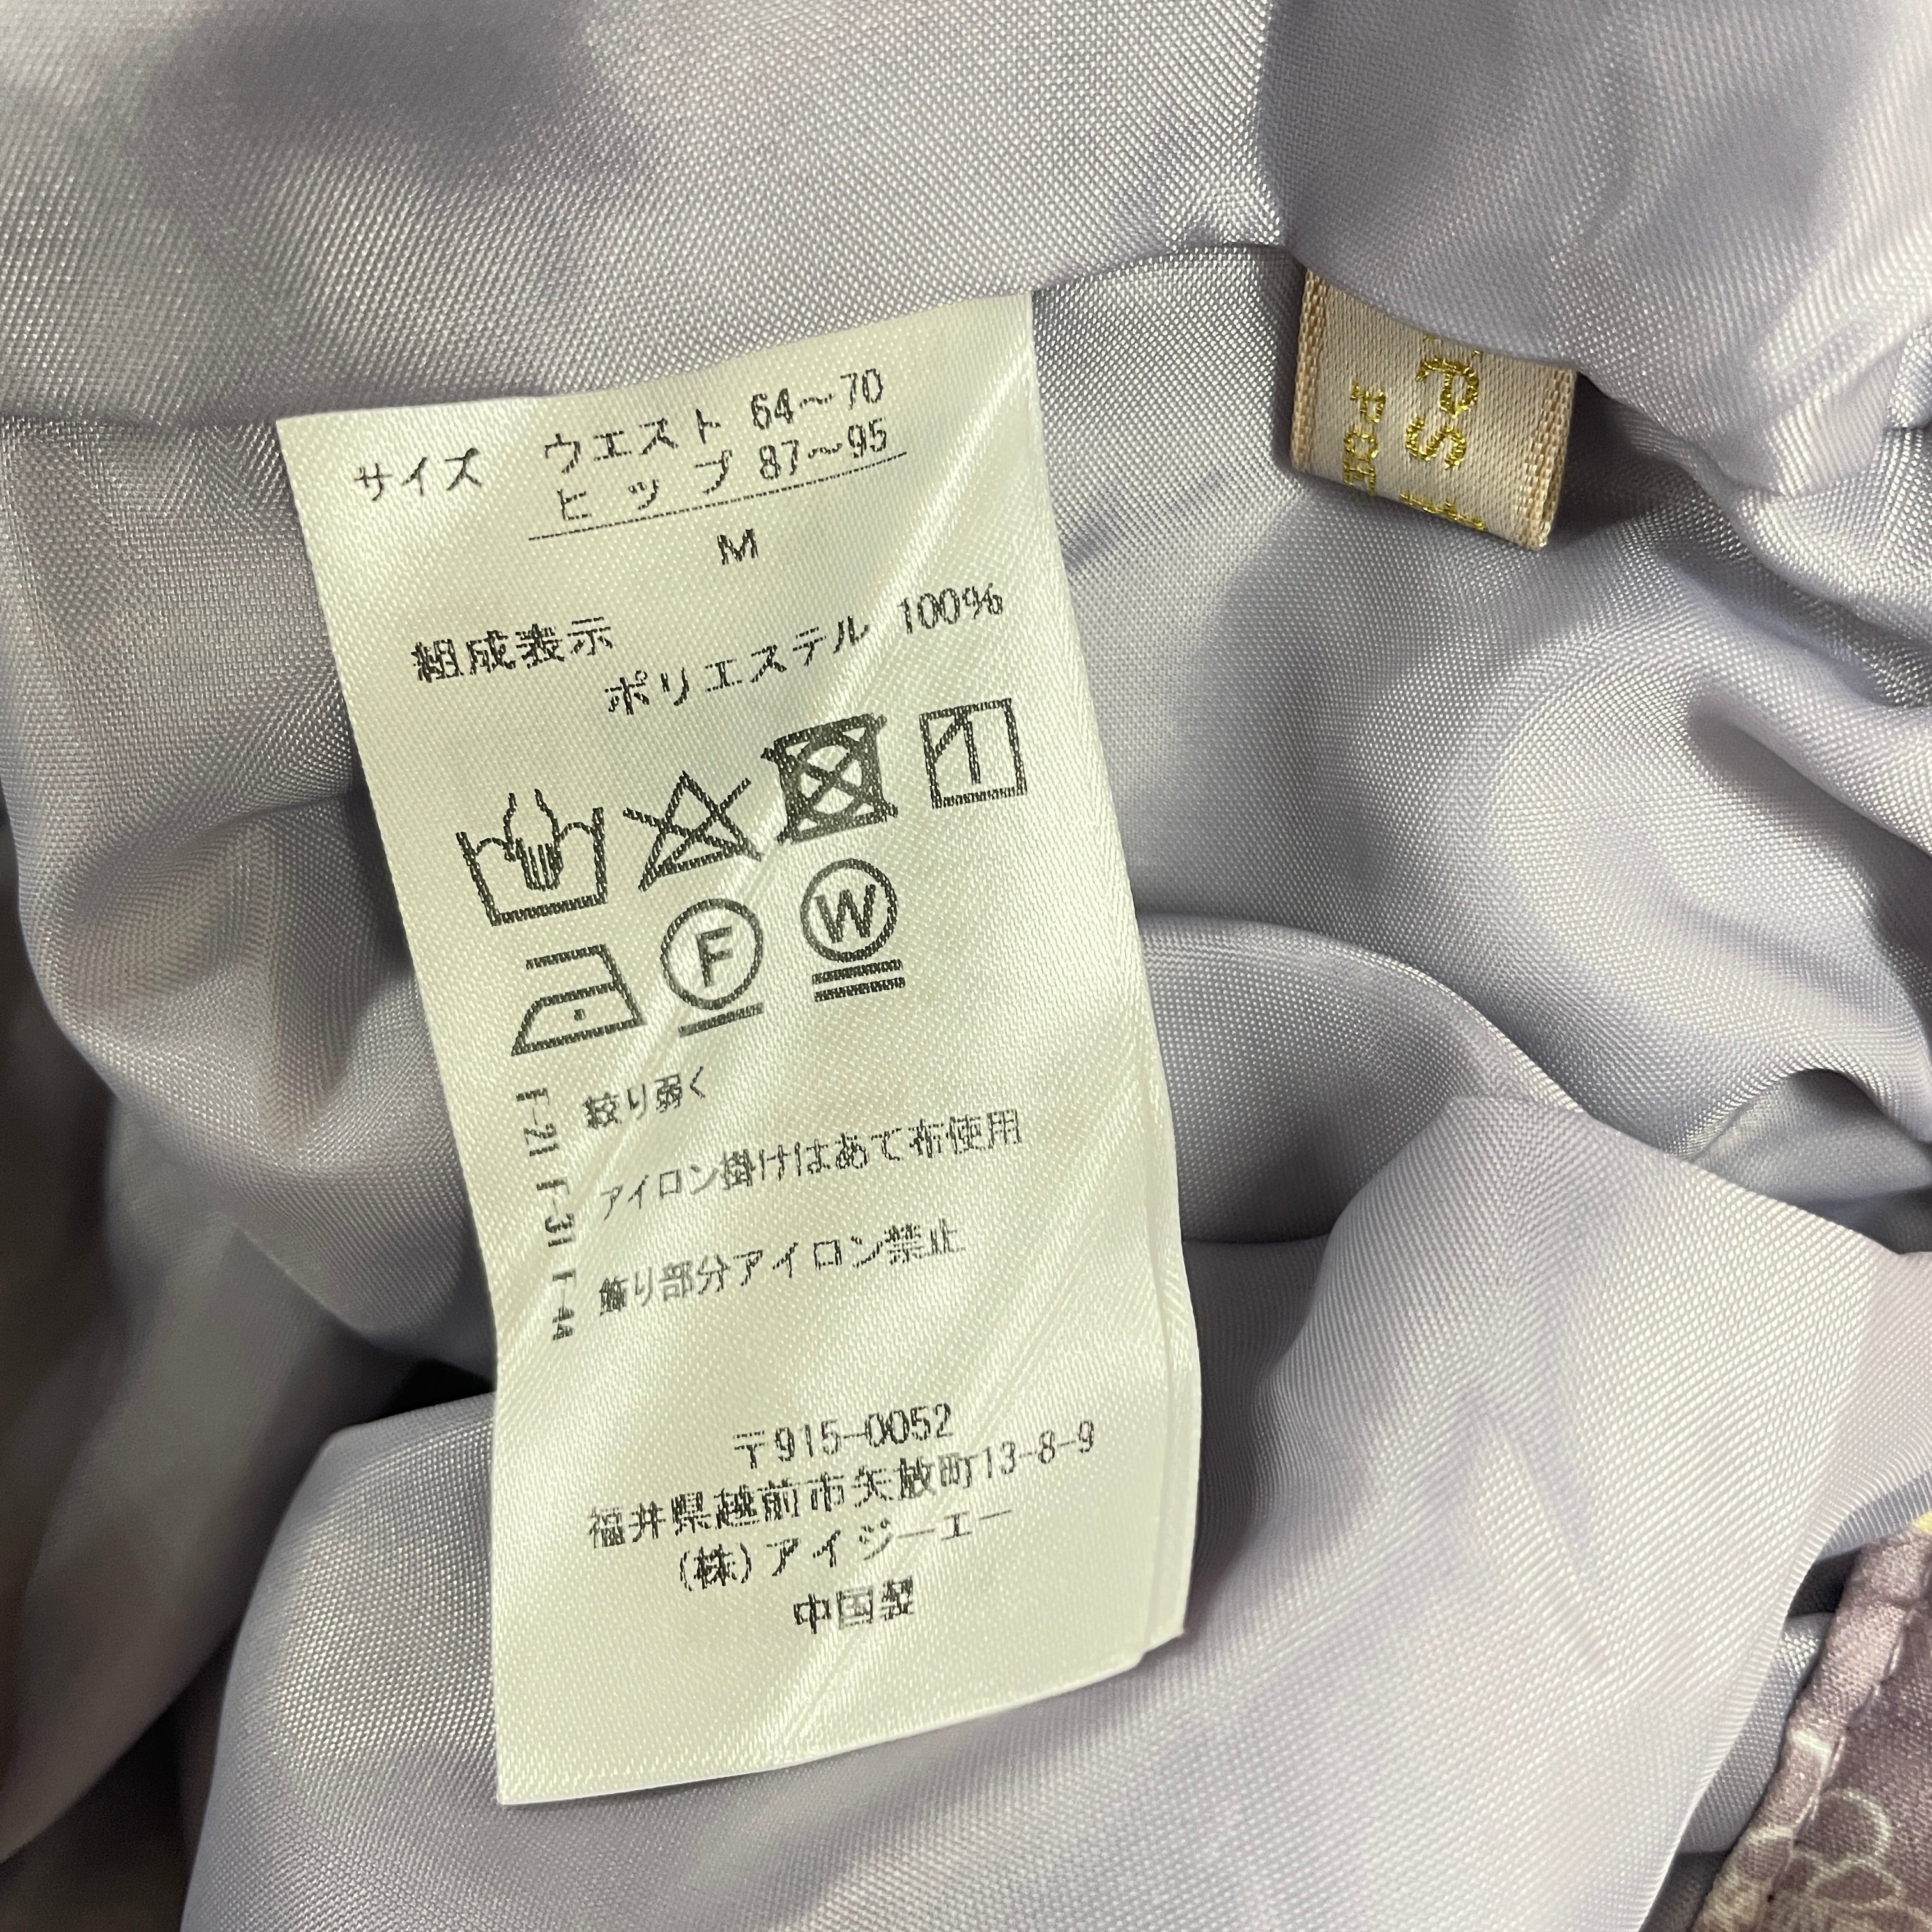 サイズ ウエスト 64〜70
ヒップ 87〜95
M
組成表示
ポリエステル 100%
F
W
F-21 絞り弱く
F-31 アイロン掛けはあて布使用
F-44 飾り部分アイロン禁止
〒915-0052
福井県越前市矢放町13-8-9
(株)アイジーエー
中国製